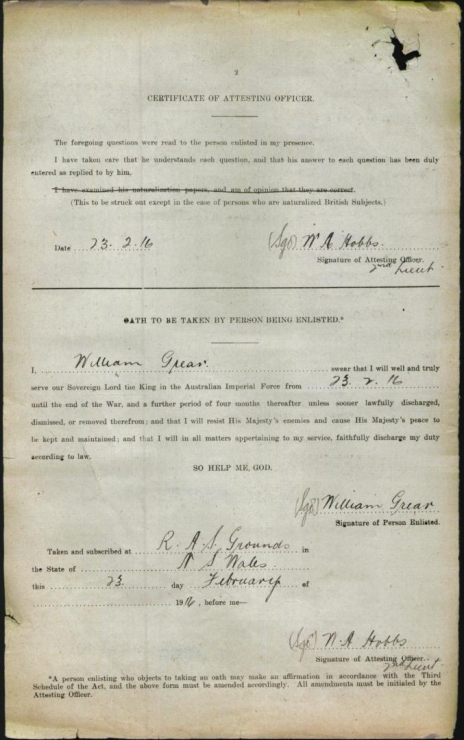 2
CERTIFICATE OF ATTESTING OFFICER.
The foregoing questions were read to the person enlisted in my presence.
I have taken care that he understands each question, and that his answer to each question has been duly
entered as replied to by him.
I have examined his naturalization papers, and am of opinion that they are correct.
(This to be struck out except in the case of persons who are naturalized British Subjects.)
Date 23.2.16 (Sgd) W A Hobbs.
Signature of Attesting Officer.
2nd Lieut
OATH TO BE TAKEN BY PERSON BEING ENLISTED.*
I, William Grear swear that I will well and truly
serve our Sovereign Lord the King in the Australian Imperial Force from 23.2.16
until the end of the War, and a further period of four months thereafter unless sooner lawfully discharged,
dismissed, or removed therefrom; and that I will resist His Majesty's enemies and cause His Majesty's peace to
be kept and maintained; and that I will in all matters appertaining to my service, faithfully discharge my duty
according to law.
SO HELP ME, GOD.
(Sgd) William Grear
Signature of Person Enlisted.
Taken and subscribed at R. A. S. Grounds in
the State of N S Wales
this 23 day February of
1916, before me—
(Sgd) W A Hobbs
Signature of Attesting Officer.
2nd Lieut
*A person enlisting who objects to taking an oath may make an affirmation in accordance with the Third
Schedule of the Act, and the above form must be amended accordingly. All amendments must be initialed by the
Attesting Officer.